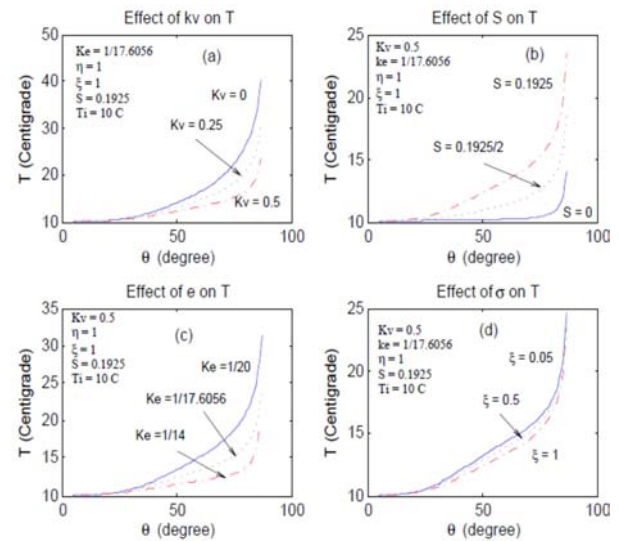 Effect of kv on T
T (Centigrade)
50
40
30
20
10
0
50
100
θ (degree)
Ke = 1/17.6056
η = 1
ξ = 1
S = 0.1925
Ti = 10 C
(a)
Kv = 0
Kv = 0.25
Kv = 0.5
Effect of S on T
T (Centigrade)
25
20
15
10
0
50
100
θ (degree)
Kv = 0.5
ke = 1/17.6056
η = 1
ξ = 1
Ti = 10 C
(b)
S = 0.1925
S = 0.1925/2
S = 0
Effect of e on T
T (Centigrade)
35
30
25
20
15
10
0
50
100
θ (degree)
Kv = 0.5
η = 1
ξ = 1
S = 0.1925
Ti = 10 C
(c)
Ke =1/20
Ke = 1/17.6056
Ke =1/14
Effect of σ on T
T (Centigrade)
25
20
15
10
0
50
100
θ (degree)
Kv = 0.5
ke = 1/17.6056
η = 1
S = 0.1925
Ti = 10 C
(d)
ξ = 0.05
ξ = 0.5
ξ = 1